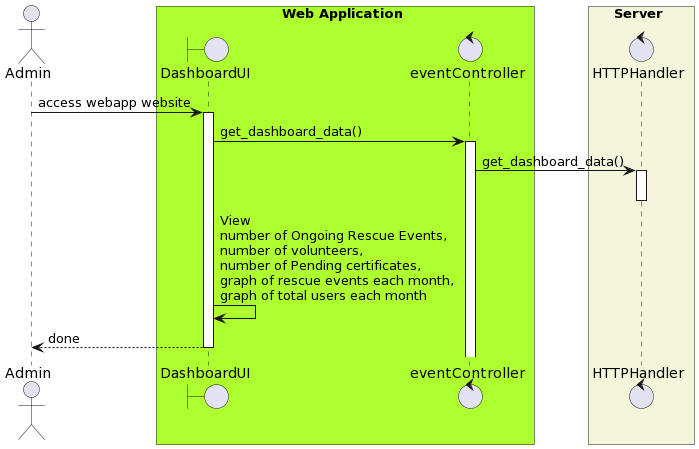 Web Application
Server
Admin
DashboardUI
eventController
HTTPHandler
access webapp website
get_dashboard_data()
get_dashboard_data()
View
number of Ongoing Rescue Events,
number of volunteers,
number of Pending certificates,
graph of rescue events each month,
graph of total users each month
done
Admin
DashboardUI
eventController
HTTPHandler